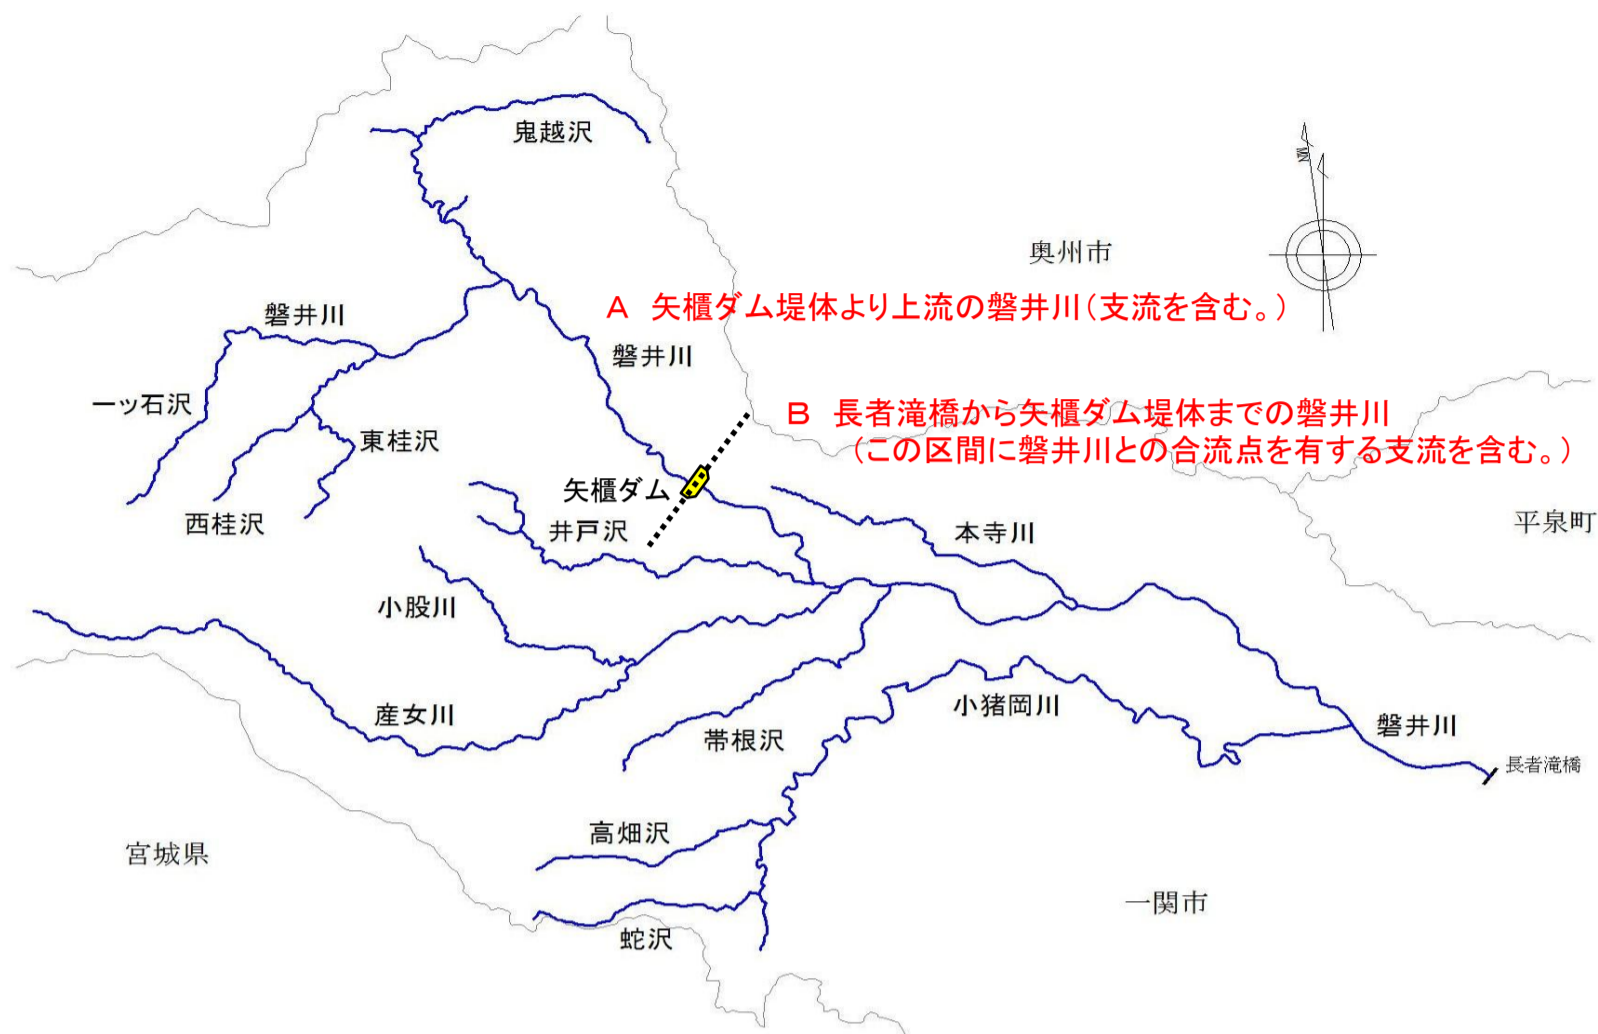 鬼越沢
MN
奥州市
A 矢櫃ダム堤体より上流の磐井川(支流を含む。)
磐井川
磐井川
一ッ石沢
B 長者滝橋から矢櫃ダム堤体までの磐井川
(この区間に磐井川との合流点を有する支流を含む。)
東桂沢
矢櫃ダム
西桂沢
井戸沢
本寺川
平泉町
小股川
産女川
帯根沢
小猪岡川
磐井川
長者滝橋
高畑沢
宮城県
一関市
蛇沢